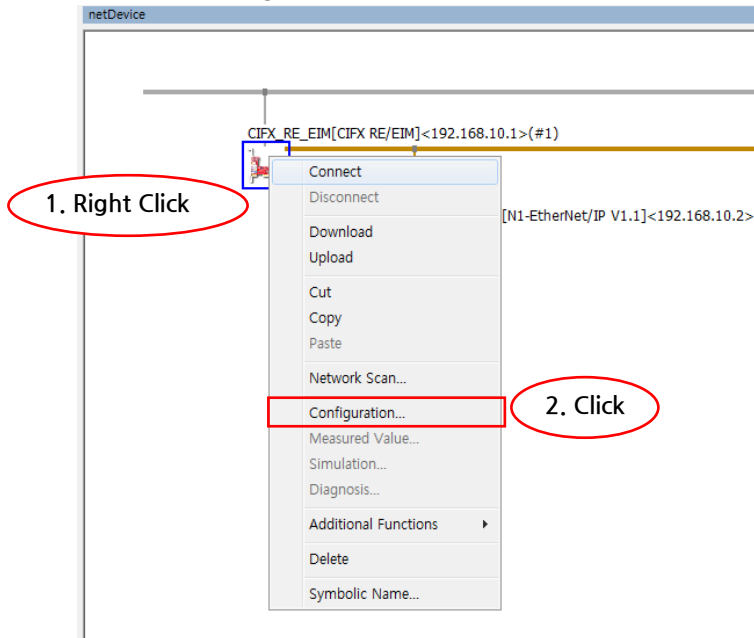 netDevice
CIFX_RE_EIM[CIFX RE/EIM]<192.168.10.1>(#1)
1. Right Click
Connect
Disconnect
[N1-EtherNet/IP V1.1]<192.168.10.2>
Download
Upload
Cut
Copy
Paste
Network Scan...
Configuration...
2. Click
Measured Value...
Simulation...
Diagnosis...
Additional Functions
Delete
Symbolic Name...